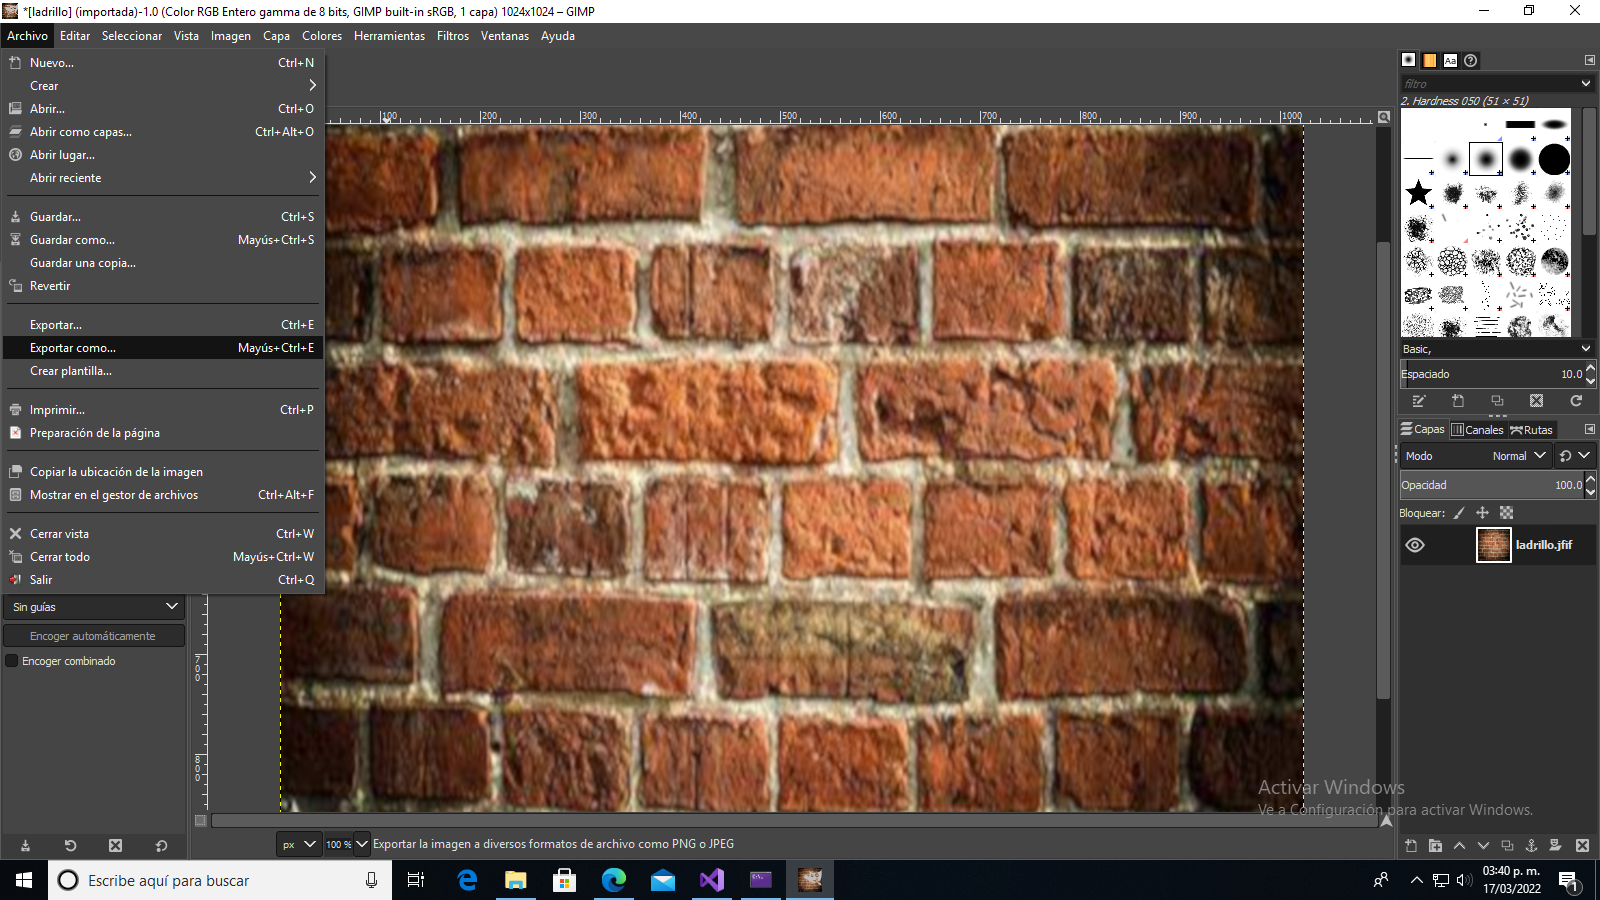 *[ladrillo] (importada)-1.0 (Color RGB Entero gamma de 8 bits, GIMP built-in sRGB, 1 capa) 1024x1024 – GIMP
Archivo Editar Seleccionar Vista Imagen Capa Colores Herramientas Filtros Ventanas Ayuda
Nuevo... Ctrl+N
Crear
Abrir... Ctrl+O
Abrir como capas... Ctrl+Alt+O
Abrir lugar...
Abrir reciente
Guardar... Ctrl+S
Guardar como... Mayús+Ctrl+S
Guardar una copia...
Revertir
Exportar... Ctrl+E
Exportar como... Mayús+Ctrl+E
Crear plantilla...
Imprimir... Ctrl+P
Preparación de la página
Copiar la ubicación de la imagen
Mostrar en el gestor de archivos Ctrl+Alt+F
Cerrar vista Ctrl+W
Cerrar todo Mayús+Ctrl+W
Salir Ctrl+Q
Sin guías
Encoger automáticamente
Encoger combinado
100 200 300 400 500 600 700 800 900 1000
700
800
px 100 % Exportar la imagen a diversos formatos de archivo como PNG o JPEG
Aa
filtro
2. Hardness 050 (51 × 51)
Basic,
Espaciado 10.0
Capas Canales Rutas
Modo Normal
Opacidad 100.0
Bloquear:
ladrillo.jfif
Activar Windows
Ve a Configuración para activar Windows.
Escribe aquí para buscar
03:40 p. m.
17/03/2022
1